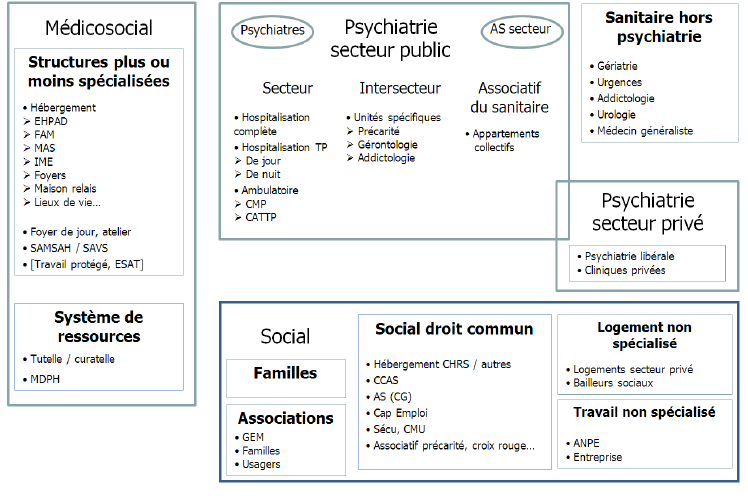 Médicosocial
Structures plus ou
moins spécialisées
• Hébergement
➤ EHPAD
➤ FAM
➤ MAS
➤ IME
➤ Foyers
➤ Maison relais
➤ Lieux de vie...
• Foyer de jour, atelier
• SAMSAH / SAVS
• [Travail protégé, ESAT]
Système de
ressources
• Tutelle / curatelle
• MDPH
Psychiatres
Psychiatrie
secteur public
AS secteur
Secteur
• Hospitalisation
complète
• Hospitalisation TP
➤ De jour
➤ De nuit
• Ambulatoire
➤ CMP
➤ CATTP
Intersecteur
• Unités spécifiques
➤ Précarité
➤ Gérontologie
➤ Addictologie
Associatif
du sanitaire
• Appartements
collectifs
Sanitaire hors
psychiatrie
• Gériatrie
• Urgences
• Addictologie
• Urologie
• Médecin généraliste
Psychiatrie
secteur privé
• Psychiatrie libérale
• Cliniques privées
Social
Familles
Associations
• GEM
• Familles
• Usagers
Social droit commun
• Hébergement CHRS / autres
• CCAS
• AS (CG)
• Cap Emploi
• Sécu, CMU
• Associatif précarité, croix rouge...
Logement non
spécialisé
• Logements secteur privé
• Bailleurs sociaux
Travail non spécialisé
• ANPE
• Entreprise